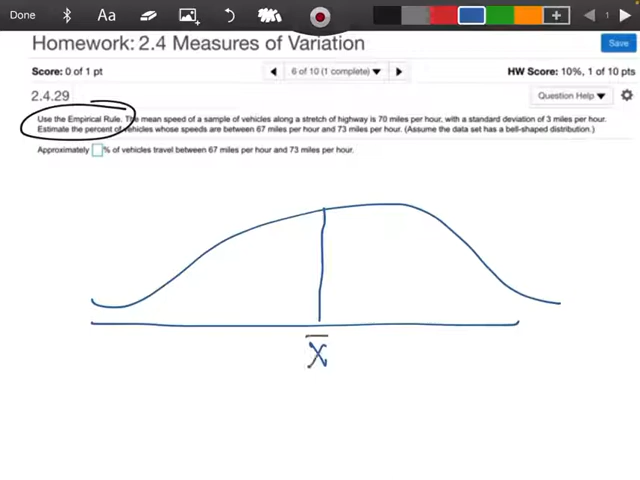 Done
Aa
1
Homework: 2.4 Measures of Variation
Save
Score: 0 of 1 pt
6 of 10 (1 complete)
HW Score: 10%, 1 of 10 pts
2.4.29
Question Help
Use the Empirical Rule. The mean speed of a sample of vehicles along a stretch of highway is 70 miles per hour, with a standard deviation of 3 miles per hour.
Estimate the percent of vehicles whose speeds are between 67 miles per hour and 73 miles per hour. (Assume the data set has a bell-shaped distribution.)
Approximately % of vehicles travel between 67 miles per hour and 73 miles per hour.
x̅